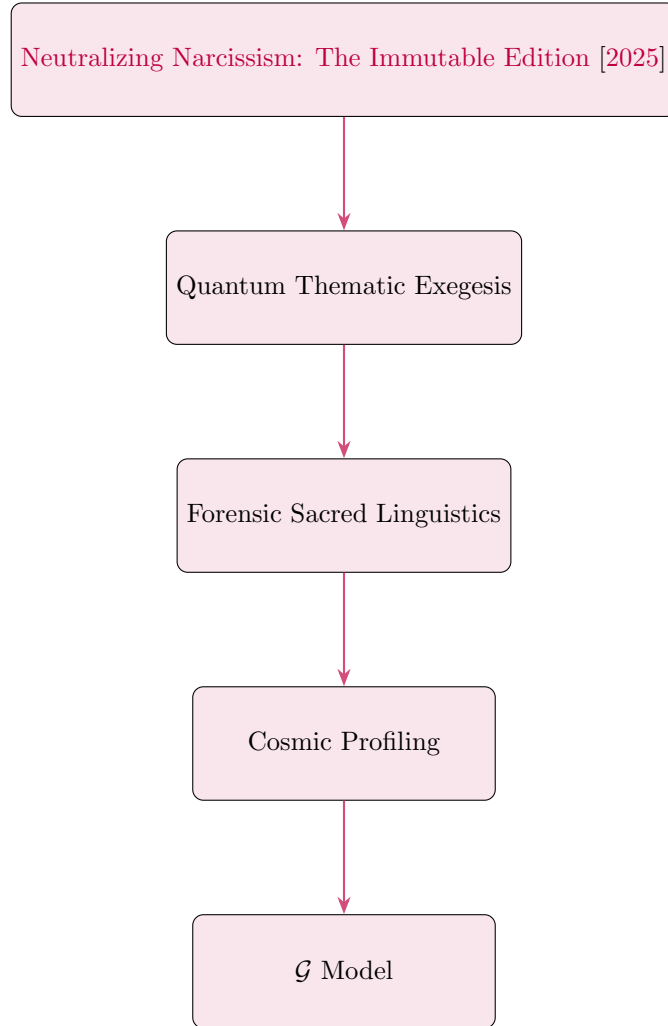 Neutralizing Narcissism: The Immutable Edition [2025]
Quantum Thematic Exegesis
Forensic Sacred Linguistics
Cosmic Profiling
𝒢 Model